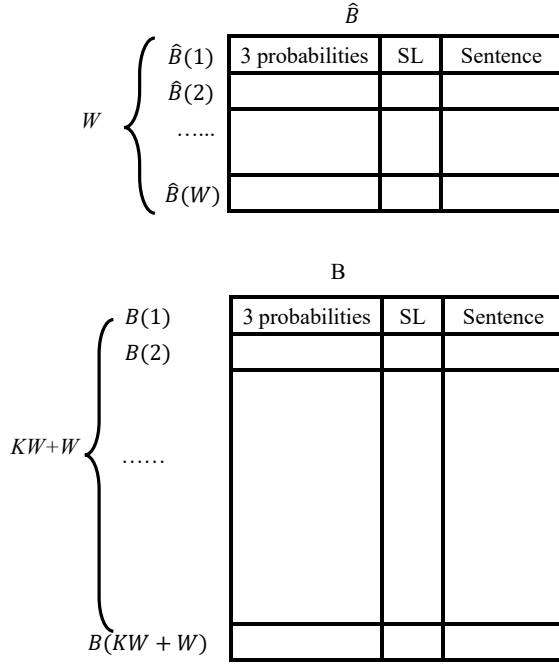 B̂
B̂(1) 3 probabilities SL Sentence
B̂(2)
W
…...
B̂(W)
B
B(1) 3 probabilities SL Sentence
B(2)
KW+W
……
B(KW + W)